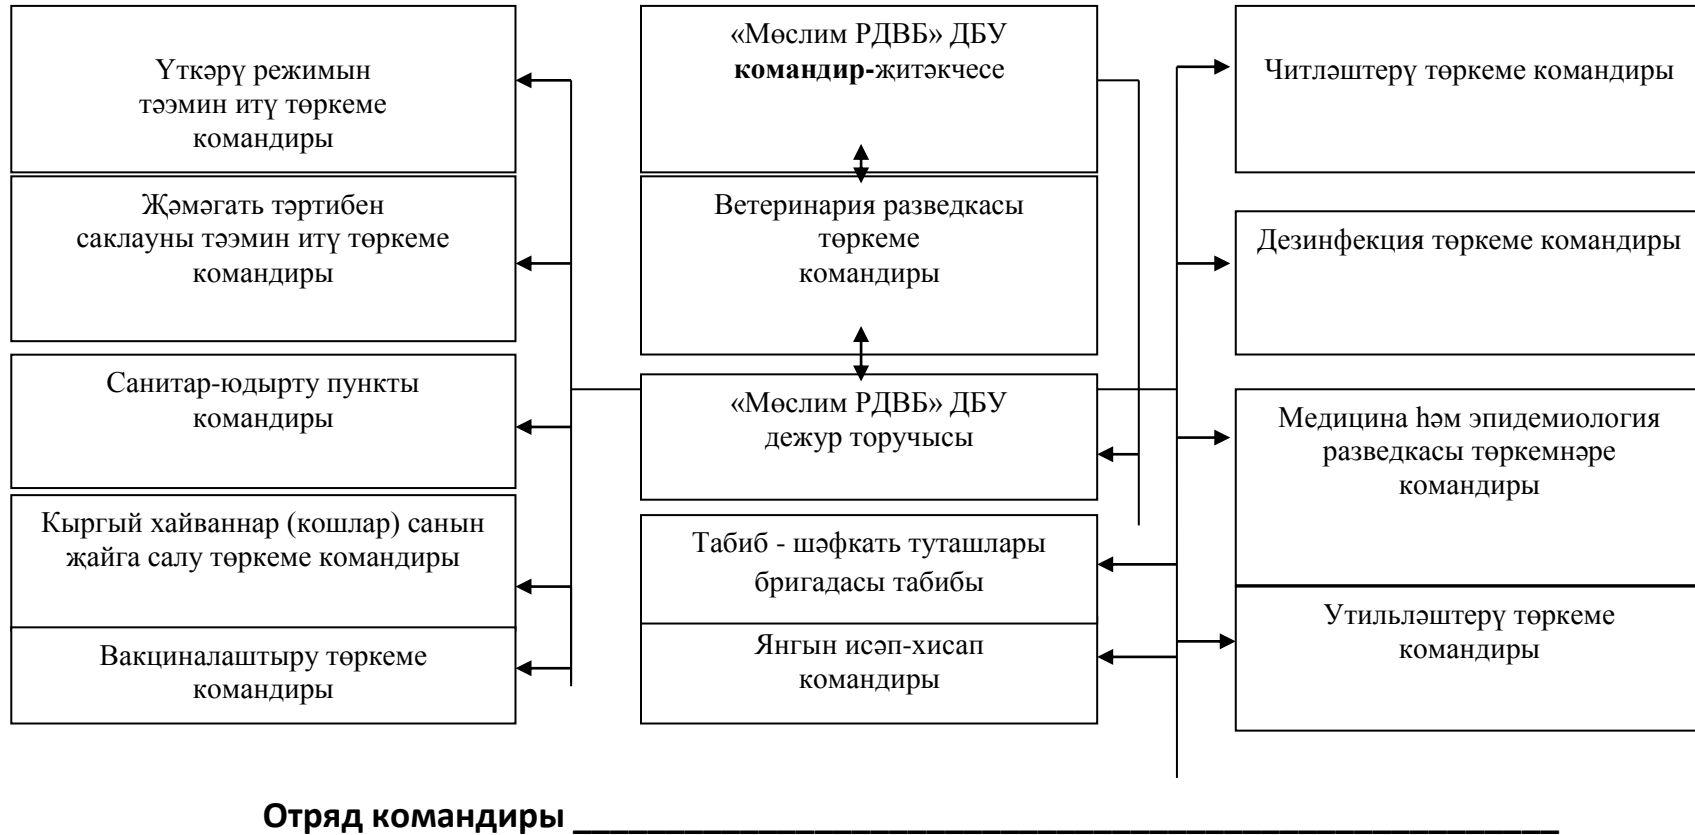 Үткәрү режимын
тәэмин итү төркеме
командиры
Җәмәгать тәртибен
саклауны тәэмин итү төркеме
командиры
Санитар-юдырту пункты
командиры
Кыргый хайваннар (кошлар) санын
җайга салу төркеме командиры
Вакциналаштыру төркеме
командиры
«Мөслим РДВБ» ДБУ
командир-җитәкчесе
Ветеринария разведкасы
төркеме
командиры
«Мөслим РДВБ» ДБУ
дежур торучысы
Табиб - шәфкать туташлары
бригадасы табибы
Янгын исәп-хисап
командиры
Читләштерү төркеме командиры
Дезинфекция төркеме командиры
Медицина һәм эпидемиология
разведкасы төркемнәре
командиры
Утильләштерү төркеме
командиры
Отряд командиры ______________________________________________________